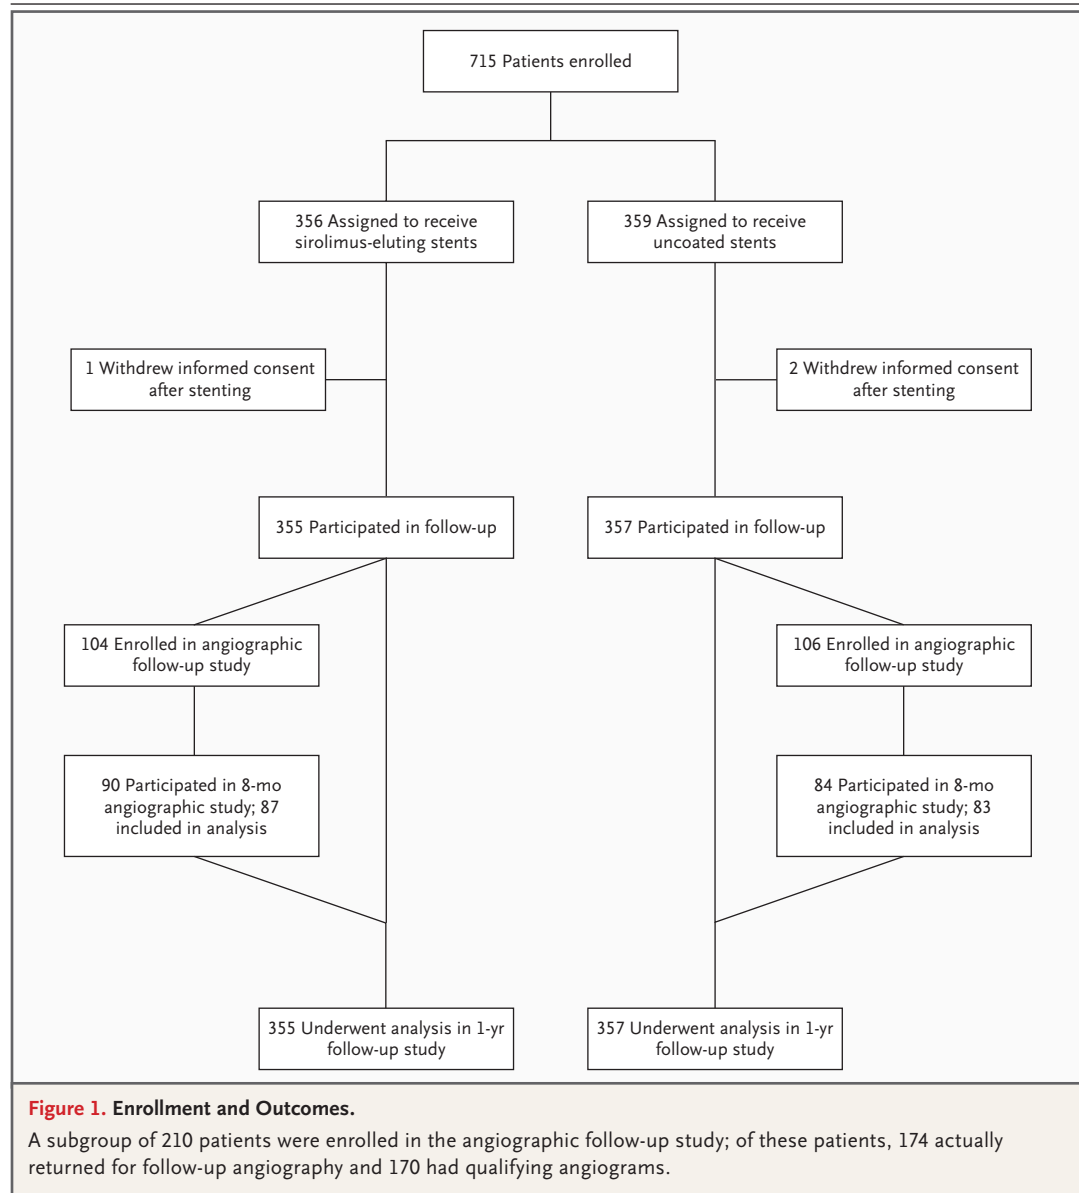 715 Patients enrolled
356 Assigned to receive
sirolimus-eluting stents
359 Assigned to receive
uncoated stents
1 Withdrew informed consent
after stenting
2 Withdrew informed consent
after stenting
355 Participated in follow-up
357 Participated in follow-up
104 Enrolled in angiographic
follow-up study
106 Enrolled in angiographic
follow-up study
90 Participated in 8-mo
angiographic study; 87
included in analysis
84 Participated in 8-mo
angiographic study; 83
included in analysis
355 Underwent analysis in 1-yr
follow-up study
357 Underwent analysis in 1-yr
follow-up study
Figure 1. Enrollment and Outcomes.
A subgroup of 210 patients were enrolled in the angiographic follow-up study; of these patients, 174 actually
returned for follow-up angiography and 170 had qualifying angiograms.